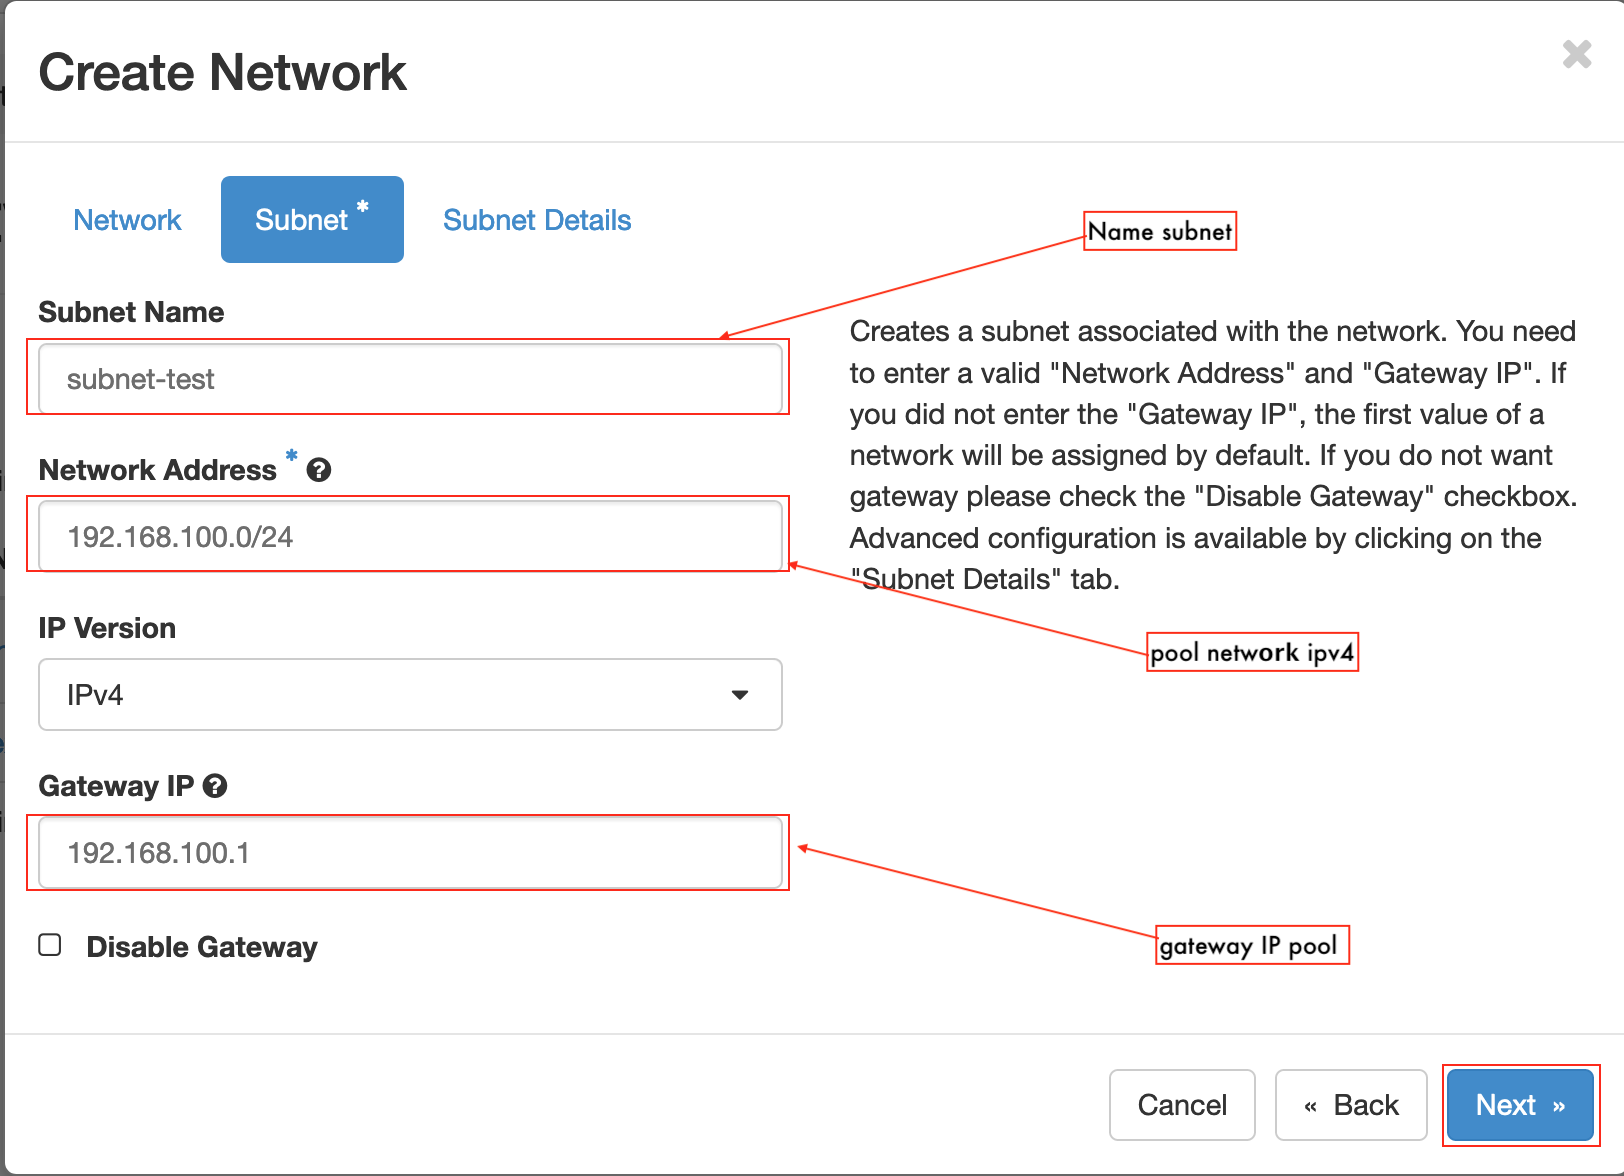 Create Network
Network
Subnet *
Subnet Details
Name subnet
Subnet Name
subnet-test
Creates a subnet associated with the network. You need
to enter a valid "Network Address" and "Gateway IP". If
you did not enter the "Gateway IP", the first value of a
network will be assigned by default. If you do not want
gateway please check the "Disable Gateway" checkbox.
Advanced configuration is available by clicking on the
"Subnet Details" tab.
Network Address *
192.168.100.0/24
pool network ipv4
IP Version
IPv4
Gateway IP
192.168.100.1
gateway IP pool
Disable Gateway
Cancel
« Back
Next »